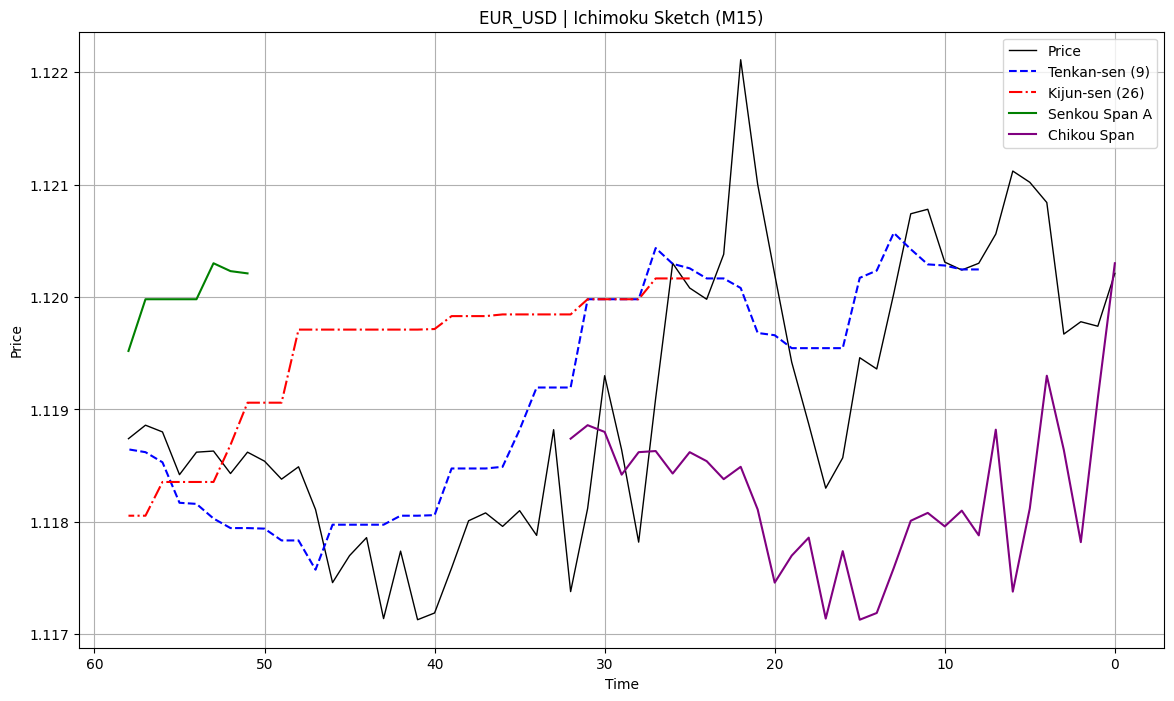 EUR_USD | Ichimoku Sketch (M15)
Price
Tenkan-sen (9)
Kijun-sen (26)
Senkou Span A
Chikou Span
1.122
1.121
1.120
1.119
1.118
1.117
Price
60 50 40 30 20 10 0
Time